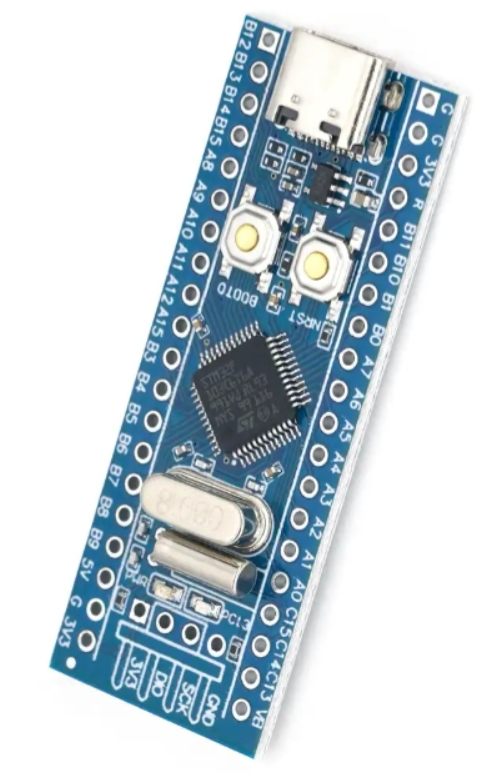 B12
B13
B14
B15
A8
A9
A10
A11
A12
A15
B3
B4
B5
B6
B7
B8
B9
5V
G
3V3
G
G
3V3
R
B11
B10
B1
B0
A7
A6
A5
A4
A3
A2
A1
A0
C15
C14
C13
VB
BOOT0
NRST
STM32
PWR
PC13
3V3
DIO
SCK
GND